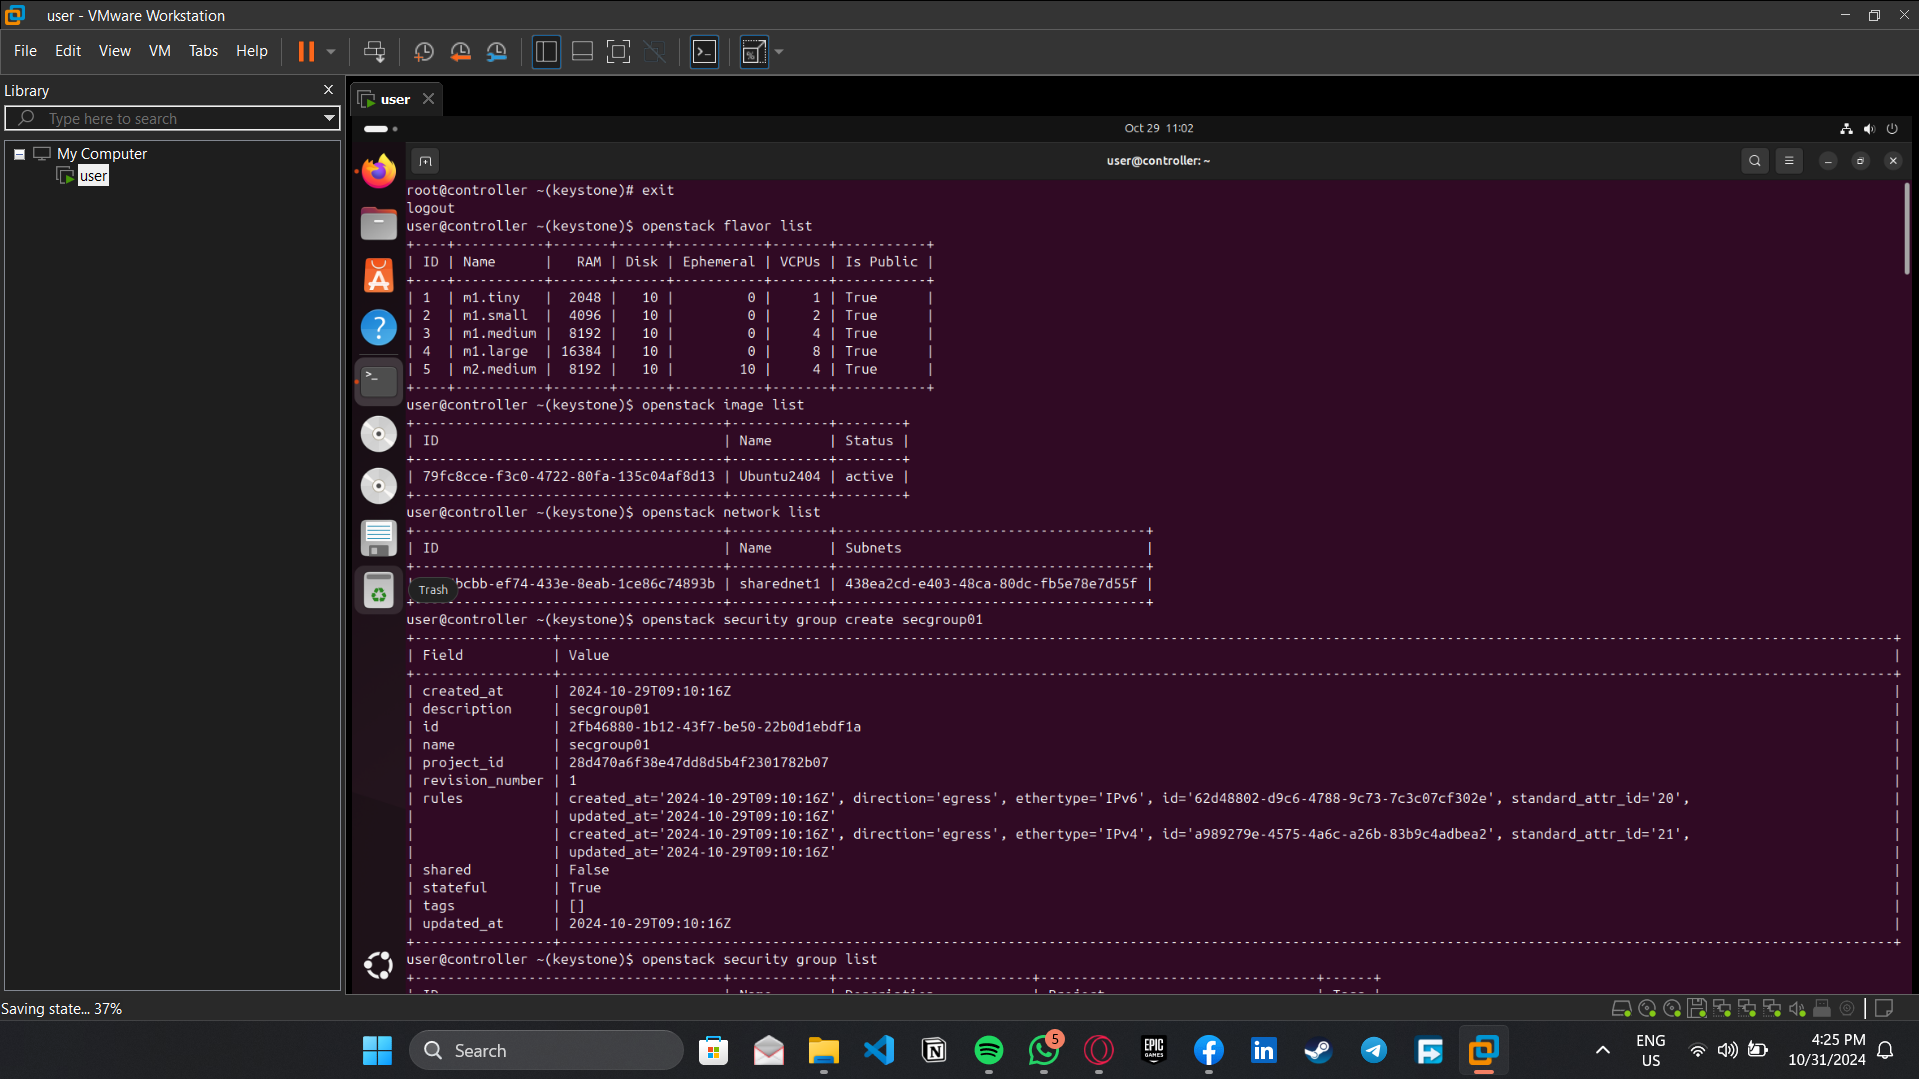 user - VMware Workstation
File Edit View VM Tabs Help
Library
Type here to search
My Computer
user
user
Oct 29 11:02
user@controller: ~
root@controller ~(keystone)# exit
logout
user@controller ~(keystone)$ openstack flavor list
+----+-----------+-------+------+-----------+-------+-----------+
| ID | Name      |   RAM | Disk | Ephemeral | VCPUs | Is Public |
+----+-----------+-------+------+-----------+-------+-----------+
| 1  | m1.tiny   |  2048 |   10 |         0 |     1 | True      |
| 2  | m1.small  |  4096 |   10 |         0 |     2 | True      |
| 3  | m1.medium |  8192 |   10 |         0 |     4 | True      |
| 4  | m1.large  | 16384 |   10 |         0 |     8 | True      |
| 5  | m2.medium |  8192 |   10 |        10 |     4 | True      |
+----+-----------+-------+------+-----------+-------+-----------+
user@controller ~(keystone)$ openstack image list
+--------------------------------------+------------+--------+
| ID                                   | Name       | Status |
+--------------------------------------+------------+--------+
| 79fc8cce-f3c0-4722-80fa-135c04af8d13 | Ubuntu2404 | active |
+--------------------------------------+------------+--------+
user@controller ~(keystone)$ openstack network list
+--------------------------------------+------------+--------------------------------------+
| ID                                   | Name       | Subnets                              |
+--------------------------------------+------------+--------------------------------------+
Trash
bcbb-ef74-433e-8eab-1ce86c74893b | sharednet1 | 438ea2cd-e403-48ca-80dc-fb5e78e7d55f |
+--------------------------------------+------------+--------------------------------------+
user@controller ~(keystone)$ openstack security group create secgroup01
| Field           | Value |
| created_at      | 2024-10-29T09:10:16Z |
| description     | secgroup01 |
| id              | 2fb46880-1b12-43f7-be50-22b0d1ebdf1a |
| name            | secgroup01 |
| project_id      | 28d470a6f38e47dd8d5b4f2301782b07 |
| revision_number | 1 |
| rules           | created_at='2024-10-29T09:10:16Z', direction='egress', ethertype='IPv6', id='62d48802-d9c6-4788-9c73-7c3c07cf302e', standard_attr_id='20', |
|                 | updated_at='2024-10-29T09:10:16Z' |
|                 | created_at='2024-10-29T09:10:16Z', direction='egress', ethertype='IPv4', id='a989279e-4575-4a6c-a26b-83b9c4adbea2', standard_attr_id='21', |
|                 | updated_at='2024-10-29T09:10:16Z' |
| shared          | False |
| stateful        | True |
| tags            | [] |
| updated_at      | 2024-10-29T09:10:16Z |
user@controller ~(keystone)$ openstack security group list
| ID | Name | Description | Project | Tags |
Saving state... 37%
Search
5
EPIC GAMES
ENG
US
4:25 PM
10/31/2024